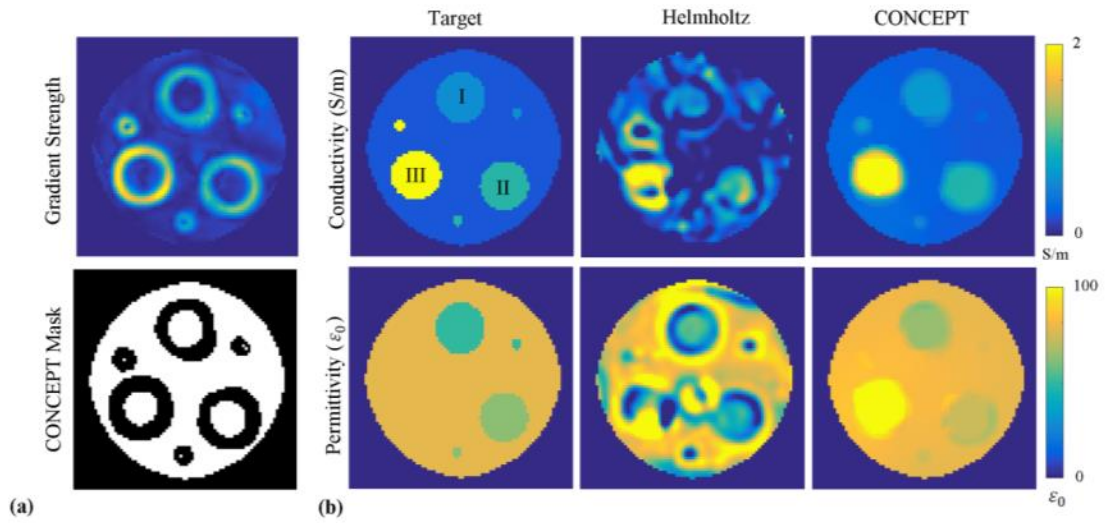 Target Helmholtz CONCEPT
Gradient Strength
Conductivity (S/m)
I
II
III
2
0
S/m
CONCEPT Mask
Permittivity (ε₀)
100
0
ε₀
(a) (b)